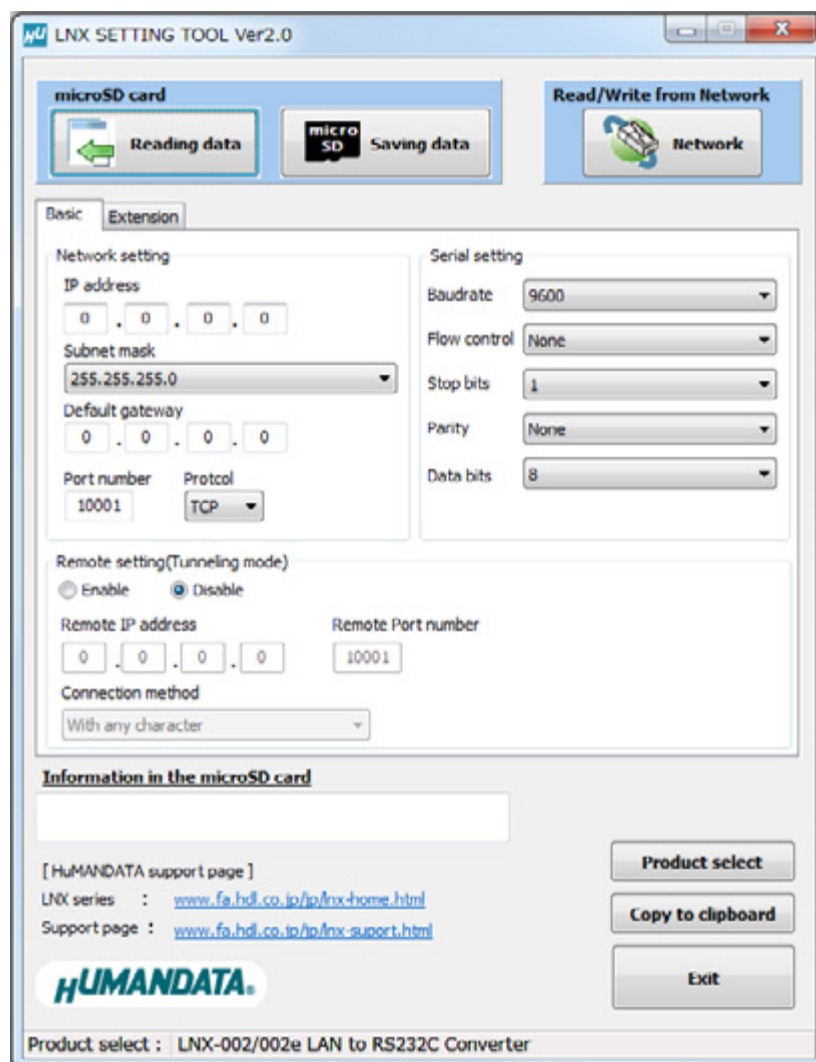 HU LNX SETTING TOOL Ver2.0
microSD card
Reading data
micro
SD
Saving data
Read/Write from Network
Network
Basic
Extension
Network setting
IP address
0 . 0 . 0 . 0
Subnet mask
255.255.255.0
Default gateway
0 . 0 . 0 . 0
Port number Protcol
10001 TCP
Serial setting
Baudrate 9600
Flow control None
Stop bits 1
Parity None
Data bits 8
Remote setting(Tunneling mode)
Enable Disable
Remote IP address Remote Port number
0 . 0 . 0 . 0 10001
Connection method
With any character
Information in the microSD card
[ HuMANDATA support page ]
LNX series : www.fa.hdl.co.jp/jp/lnx-home.html
Support page : www.fa.hdl.co.jp/jp/lnx-suport.html
HUMANDATA.
Product select
Copy to clipboard
Exit
Product select : LNX-002/002e LAN to RS232C Converter